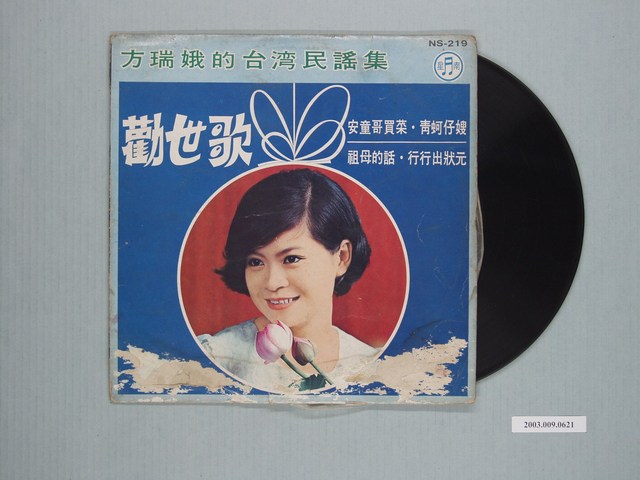 NS-219
方瑞娥的台湾民謠集
勸世歌
安童哥買菜・靑蚵仔嫂
祖母的話・行行出狀元
2003.009.0621